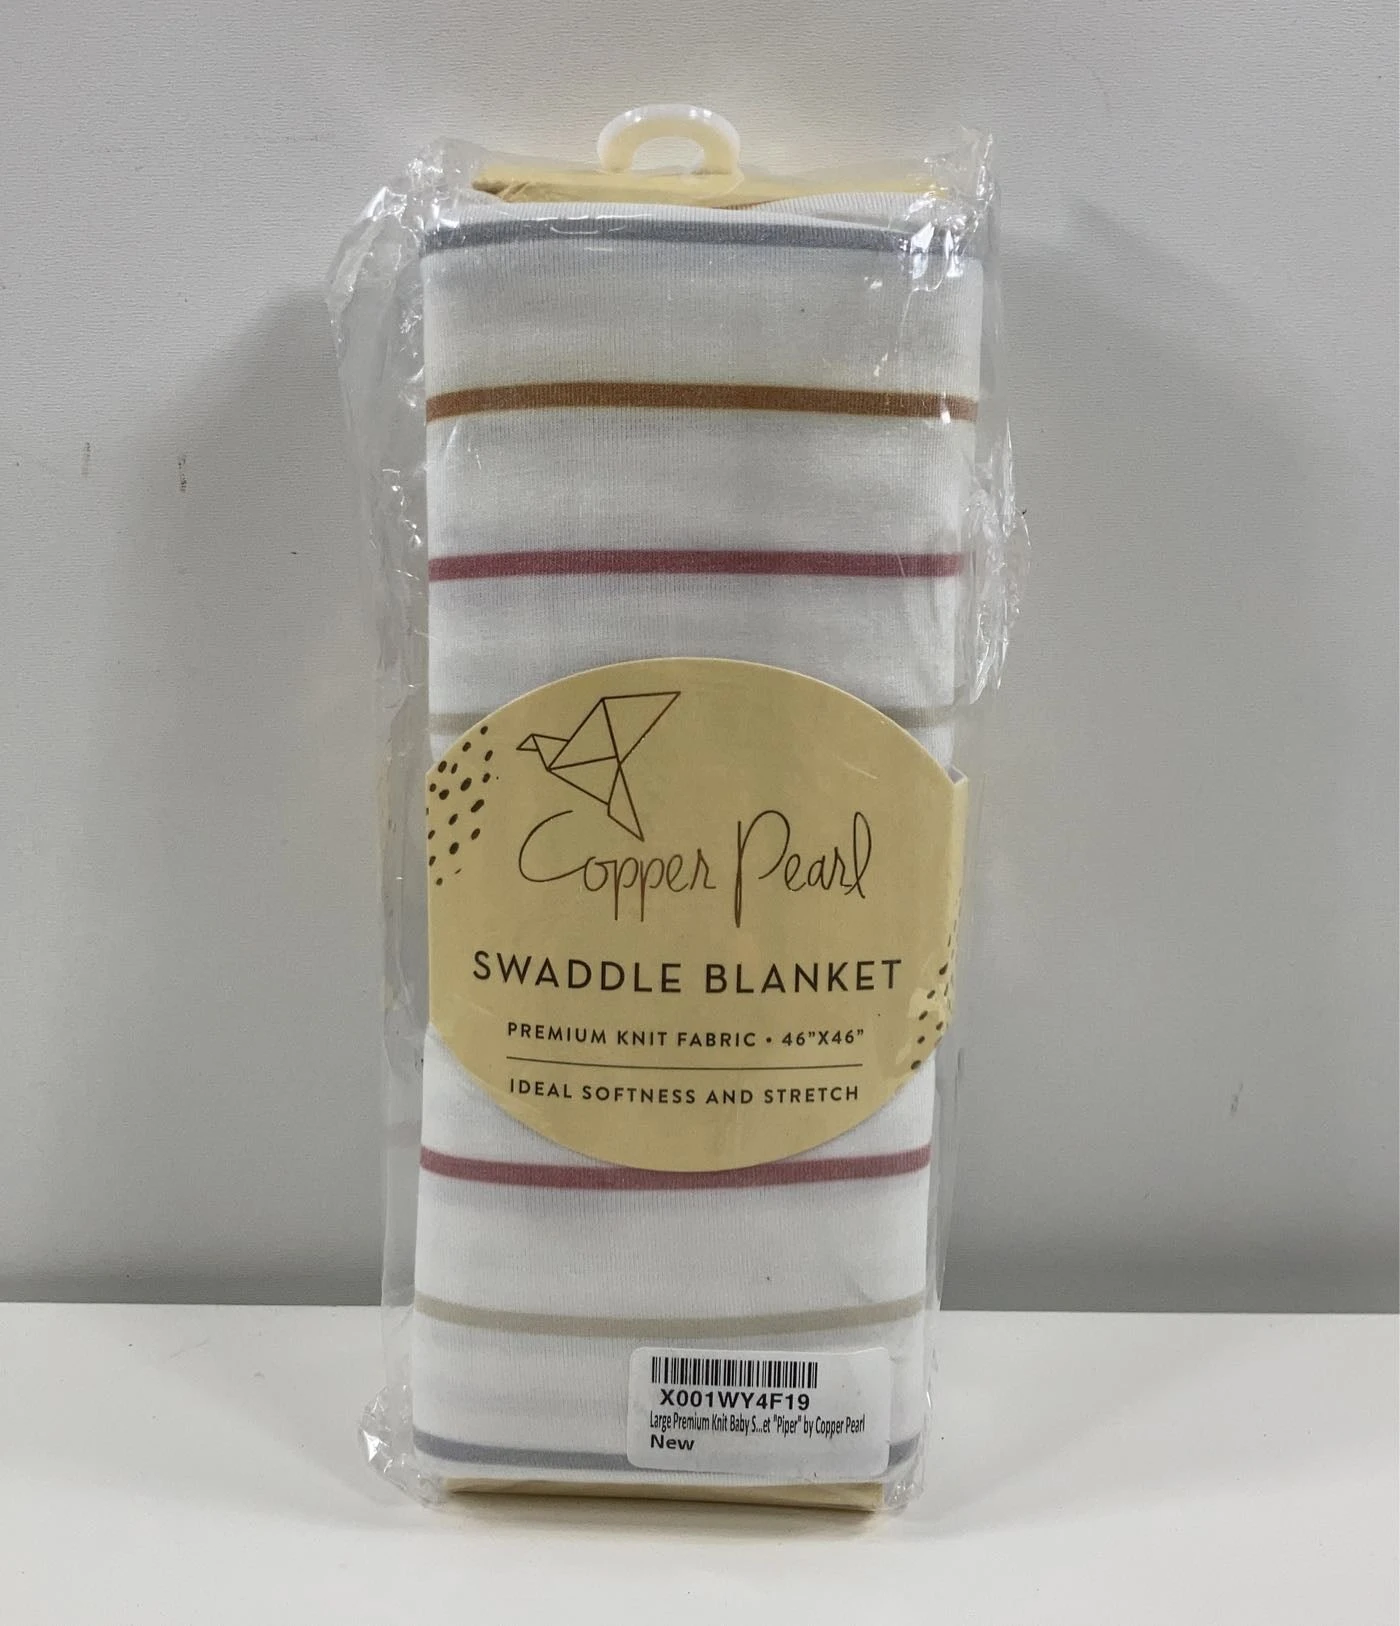 Copper Pearl
SWADDLE BLANKET
PREMIUM KNIT FABRIC • 46"X46"
IDEAL SOFTNESS AND STRETCH
X001WY4F19
Large Premium Knit Baby S...et "Piper" by Copper Pearl
New